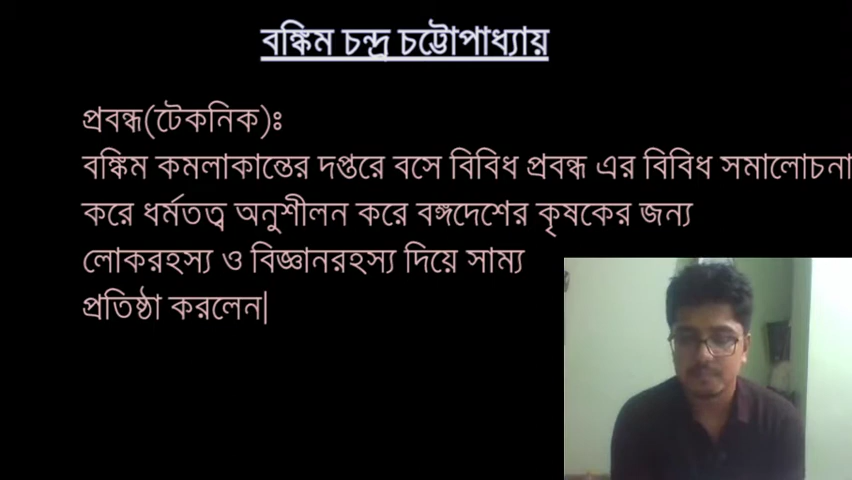 বঙ্কিম চন্দ্র চট্টোপাধ্যায়
প্রবন্ধ(টেকনিক)ঃ
বঙ্কিম কমলাকান্তের দপ্তরে বসে বিবিধ প্রবন্ধ এর বিবিধ সমালোচনা
করে ধর্মতত্ব অনুশীলন করে বঙ্গদেশের কৃষকের জন্য
লোকরহস্য ও বিজ্ঞানরহস্য দিয়ে সাম্য
প্রতিষ্ঠা করলেন|